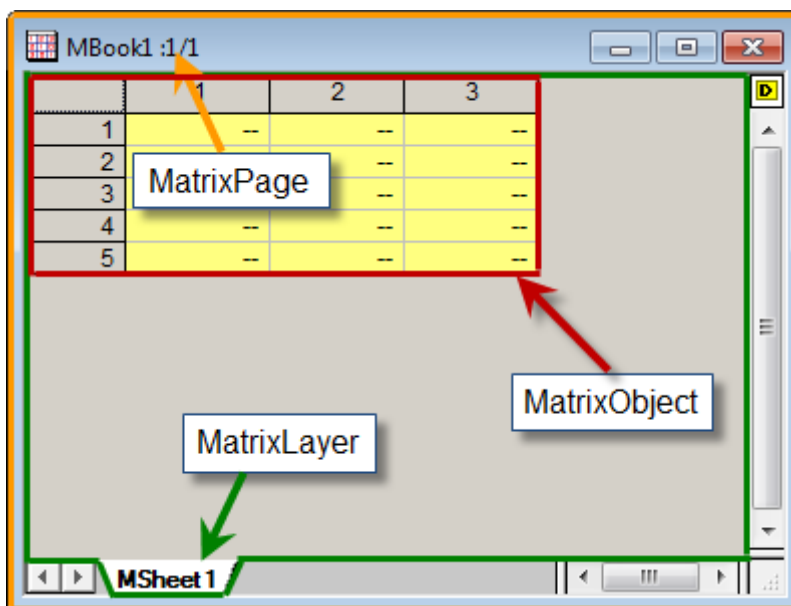 MBook1 :1/1
D
1 2 3
1 -- -- --
2 --
MatrixPage
3 --
4 -- -- --
5 -- -- --
MatrixObject
MatrixLayer
MSheet1